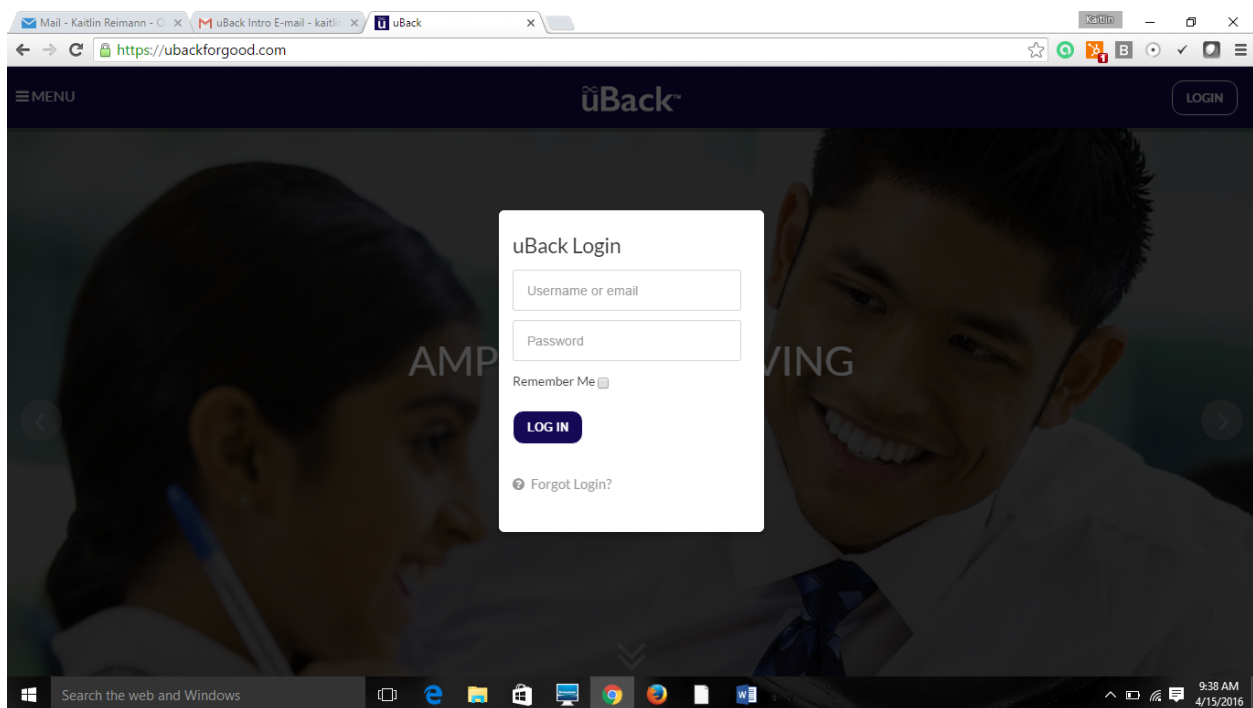 Mail - Kaitlin Reimann - O
uBack Intro E-mail - kaitlin
uBack
Kaitlin
https://ubackforgood.com
MENU
üBack™
LOGIN
AMP
VING
uBack Login
Username or email
Password
Remember Me
LOG IN
Forgot Login?
Search the web and Windows
9:38 AM
4/15/2016